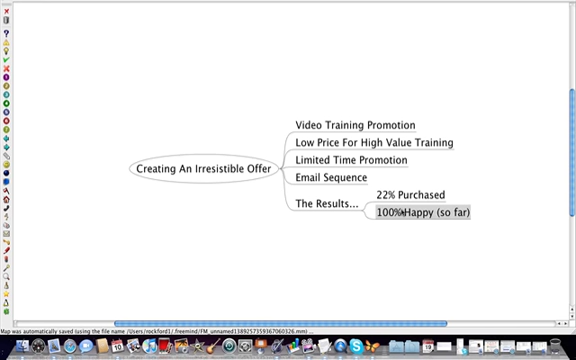 Video Training Promotion
Low Price For High Value Training
Creating An Irresistible Offer
Limited Time Promotion
Email Sequence
The Results...
22% Purchased
100% Happy (so far)
Map was automatically saved (using the file name /Users/rockford1/.freemind/FM_unnamed1389257359367060326.mm) ...